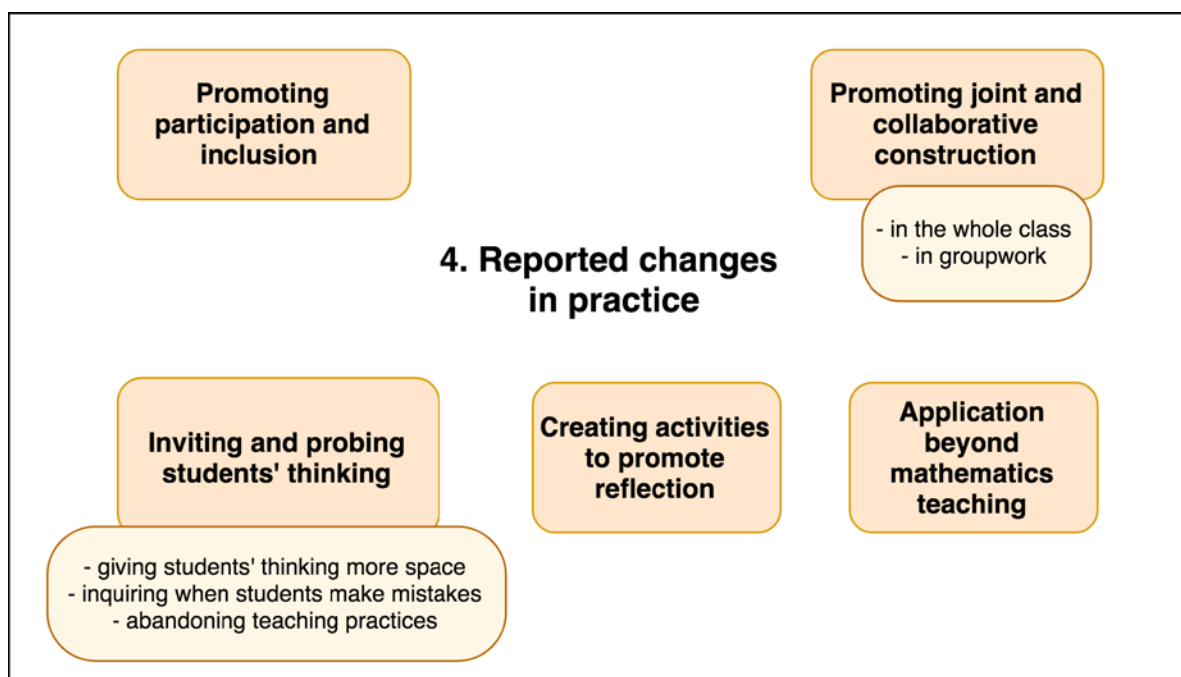 Promoting
participation and
inclusion
Promoting joint and
collaborative
construction
- in the whole class
- in groupwork
4. Reported changes
in practice
Inviting and probing
students' thinking
- giving students' thinking more space
- inquiring when students make mistakes
- abandoning teaching practices
Creating activities
to promote
reflection
Application
beyond
mathematics
teaching